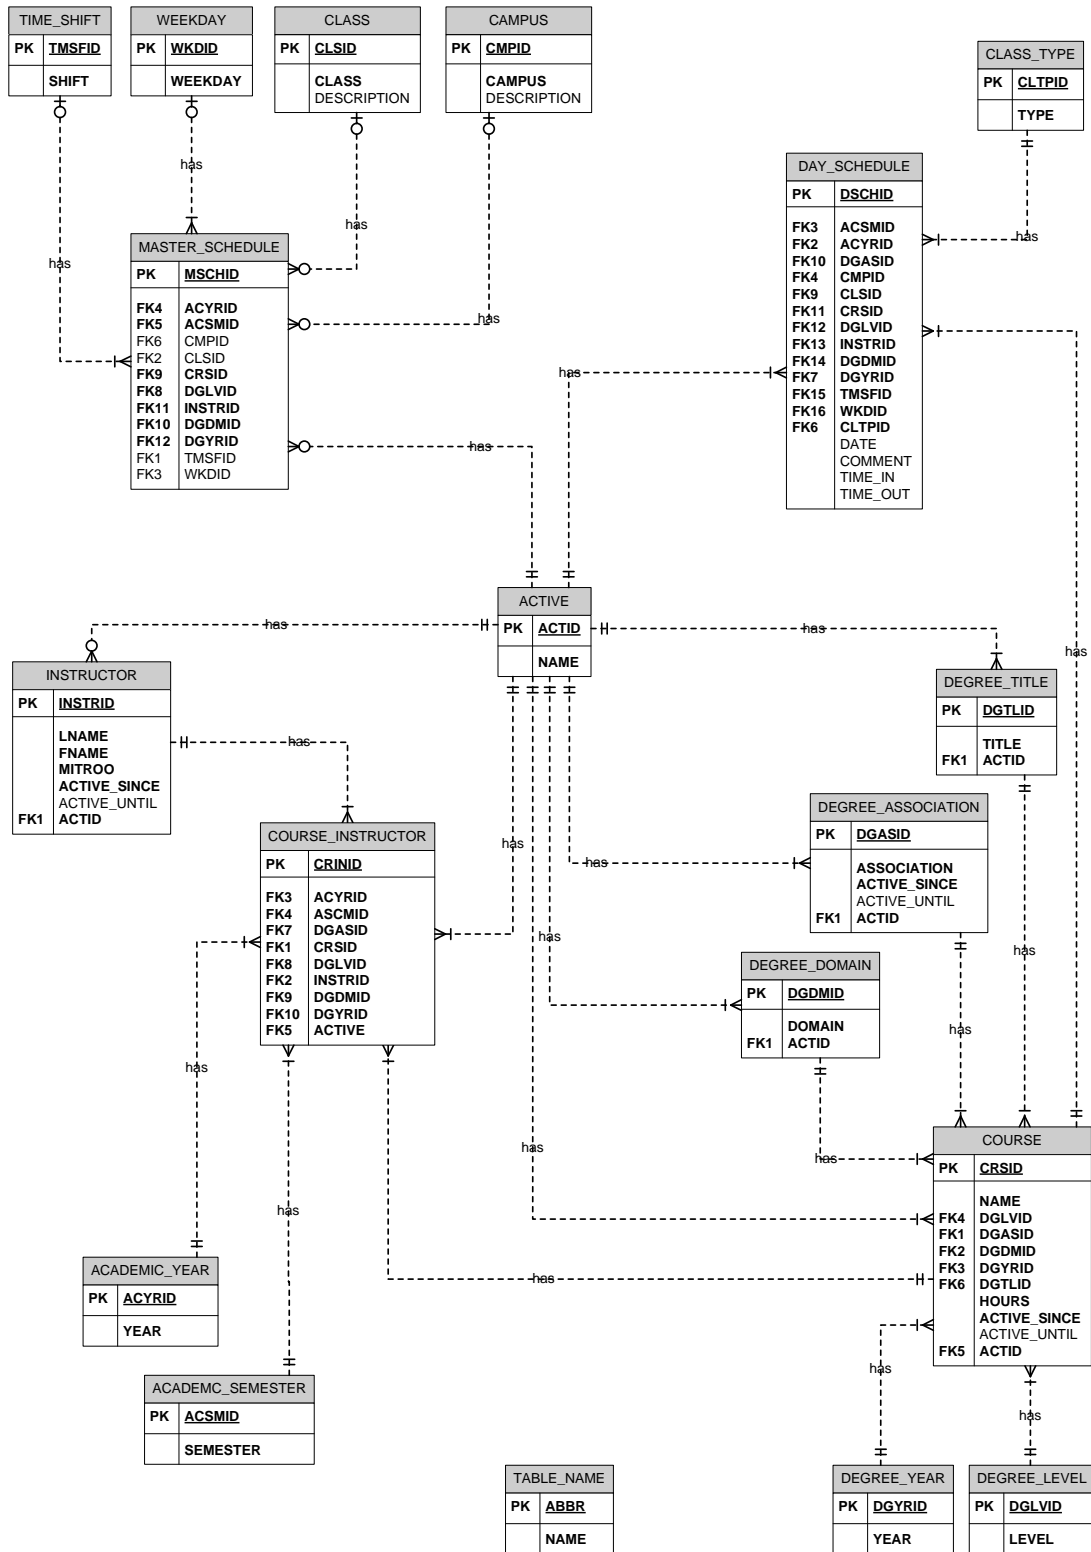 TIME_SHIFT
PK TMSFID
SHIFT
WEEKDAY
PK WKDID
WEEKDAY
CLASS
PK CLSID
CLASS
DESCRIPTION
CAMPUS
PK CMPID
CAMPUS
DESCRIPTION
CLASS_TYPE
PK CLTPID
TYPE
has
has
has
has
has
MASTER_SCHEDULE
PK MSCHID
FK4 ACYRID
FK5 ACSMID
FK6 CMPID
FK2 CLSID
FK9 CRSID
FK8 DGLVID
FK11 INSTRID
FK10 DGDMID
FK12 DGYRID
FK1 TMSFID
FK3 WKDID
DAY_SCHEDULE
PK DSCHID
FK3 ACSMID
FK2 ACYRID
FK10 DGASID
FK4 CMPID
FK9 CLSID
FK11 CRSID
FK12 DGLVID
FK13 INSTRID
FK14 DGDMID
FK7 DGYRID
FK15 TMSFID
FK16 WKDID
FK6 CLTPID
DATE
COMMENT
TIME_IN
TIME_OUT
has
has
ACTIVE
PK ACTID
NAME
has
has
has
INSTRUCTOR
PK INSTRID
LNAME
FNAME
MITROO
ACTIVE_SINCE
ACTIVE_UNTIL
FK1 ACTID
has
DEGREE_TITLE
PK DGTLID
TITLE
FK1 ACTID
DEGREE_ASSOCIATION
PK DGASID
ASSOCIATION
ACTIVE_SINCE
ACTIVE_UNTIL
FK1 ACTID
COURSE_INSTRUCTOR
PK CRINID
FK3 ACYRID
FK4 ASCMID
FK7 DGASID
FK1 CRSID
FK8 DGLVID
FK2 INSTRID
FK9 DGDMID
FK10 DGYRID
FK5 ACTIVE
has
has
has
has
DEGREE_DOMAIN
PK DGDMID
DOMAIN
FK1 ACTID
has
has
has
has
has
COURSE
PK CRSID
NAME
FK4 DGLVID
FK1 DGASID
FK2 DGDMID
FK3 DGYRID
FK6 DGTLID
HOURS
ACTIVE_SINCE
ACTIVE_UNTIL
FK5 ACTID
has
has
ACADEMIC_YEAR
PK ACYRID
YEAR
ACADEMC_SEMESTER
PK ACSMID
SEMESTER
has
has
TABLE_NAME
PK ABBR
NAME
DEGREE_YEAR
PK DGYRID
YEAR
DEGREE_LEVEL
PK DGLVID
LEVEL